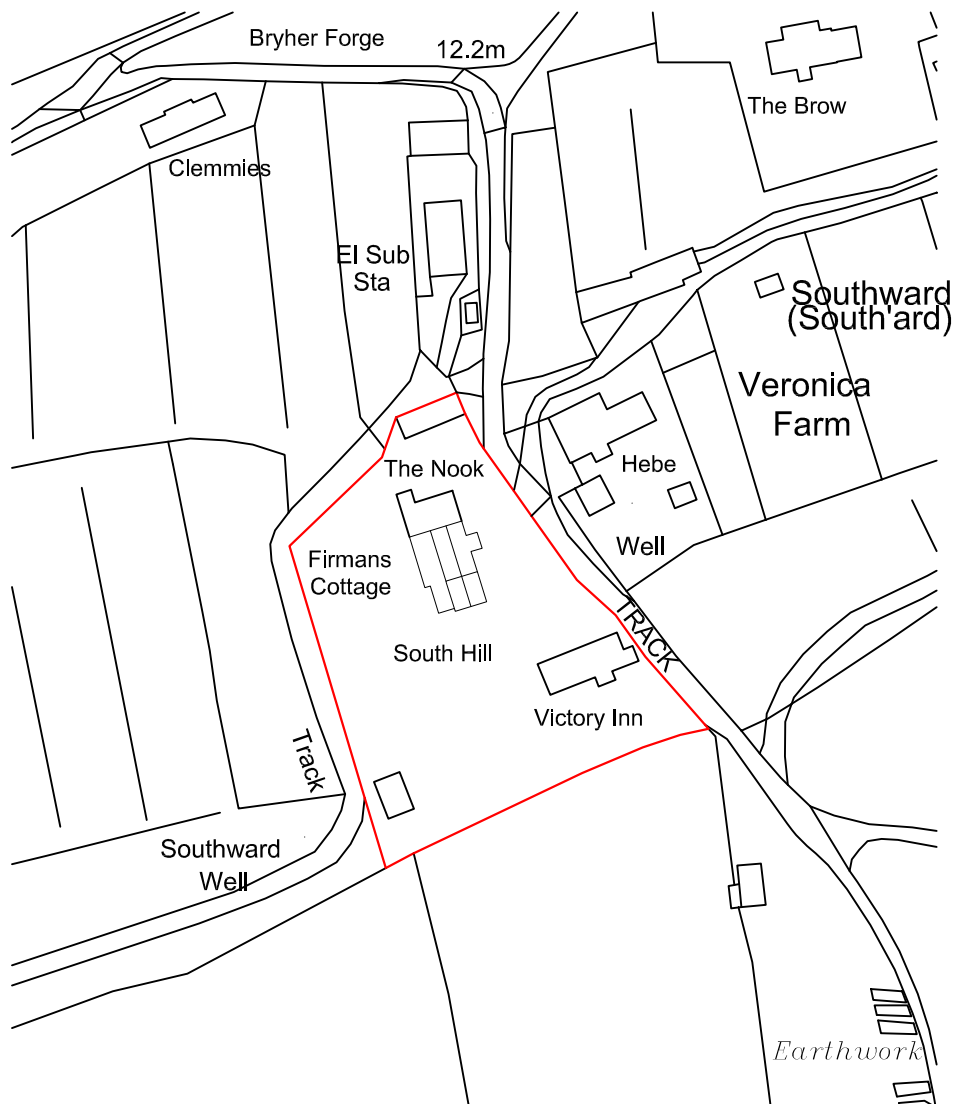 Bryher Forge
12.2m
The Brow
Clemmies
El Sub
Sta
Southward
(South'ard)
Veronica
Farm
The Nook
Hebe
Well
Firmans
Cottage
TRACK
South Hill
Victory Inn
Track
Southward
Well
Earthwork